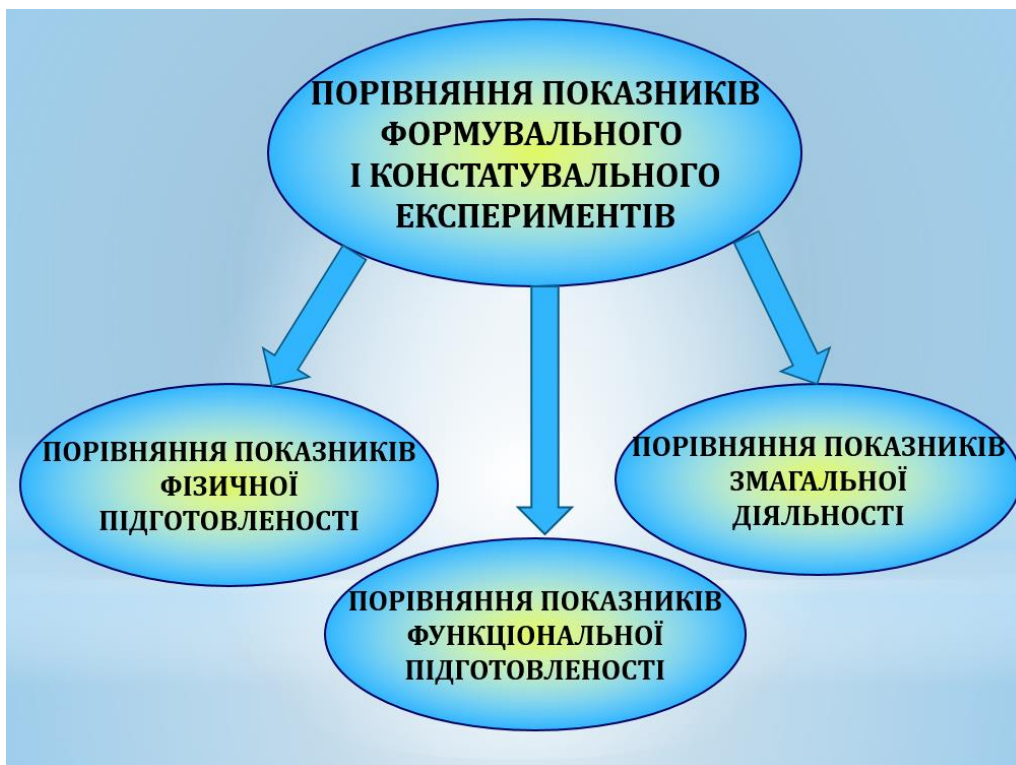 ПОРІВНЯННЯ ПОКАЗНИКІВ
ФОРМУВАЛЬНОГО
І КОНСТАТУВАЛЬНОГО
ЕКСПЕРИМЕНТІВ
ПОРІВНЯННЯ ПОКАЗНИКІВ
ФІЗИЧНОЇ
ПІДГОТОВЛЕНОСТІ
ПОРІВНЯННЯ ПОКАЗНИКІВ
ФУНКЦІОНАЛЬНОЇ
ПІДГОТОВЛЕНОСТІ
ПОРІВНЯННЯ ПОКАЗНИКІВ
ЗМАГАЛЬНОЇ
ДІЯЛЬНОСТІ